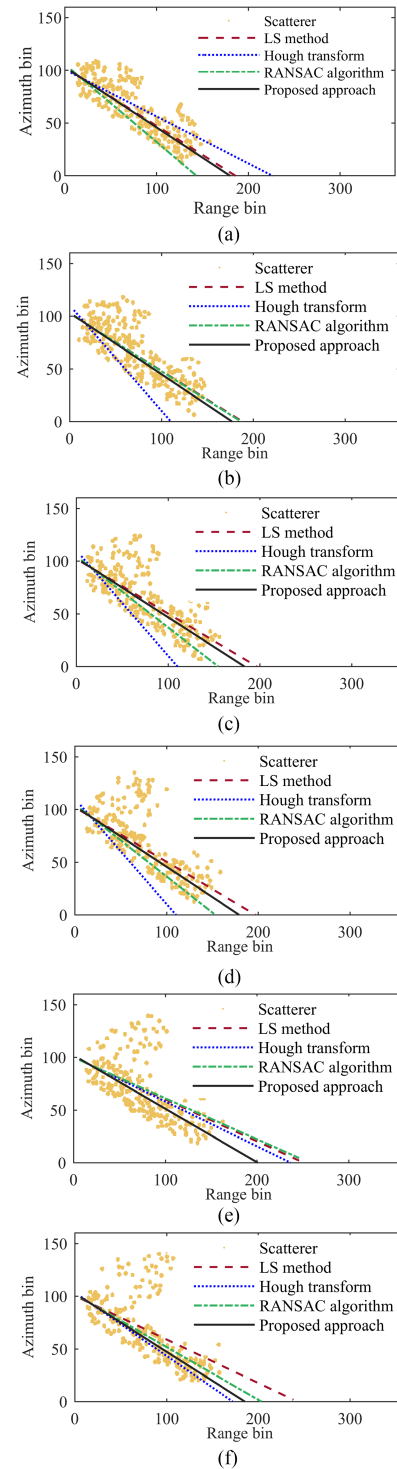 150
100
50
0
Azimuth bin
Scatterer
LS method
Hough transform
RANSAC algorithm
Proposed approach
0 100 200 300
Range bin
(a)
150
100
50
0
Azimuth bin
Scatterer
LS method
Hough transform
RANSAC algorithm
Proposed approach
0 100 200 300
Range bin
(b)
150
100
50
0
Azimuth bin
Scatterer
LS method
Hough transform
RANSAC algorithm
Proposed approach
0 100 200 300
Range bin
(c)
150
100
50
0
Azimuth bin
Scatterer
LS method
Hough transform
RANSAC algorithm
Proposed approach
0 100 200 300
Range bin
(d)
150
100
50
0
Azimuth bin
Scatterer
LS method
Hough transform
RANSAC algorithm
Proposed approach
0 100 200 300
Range bin
(e)
150
100
50
0
Azimuth bin
Scatterer
LS method
Hough transform
RANSAC algorithm
Proposed approach
0 100 200 300
Range bin
(f)